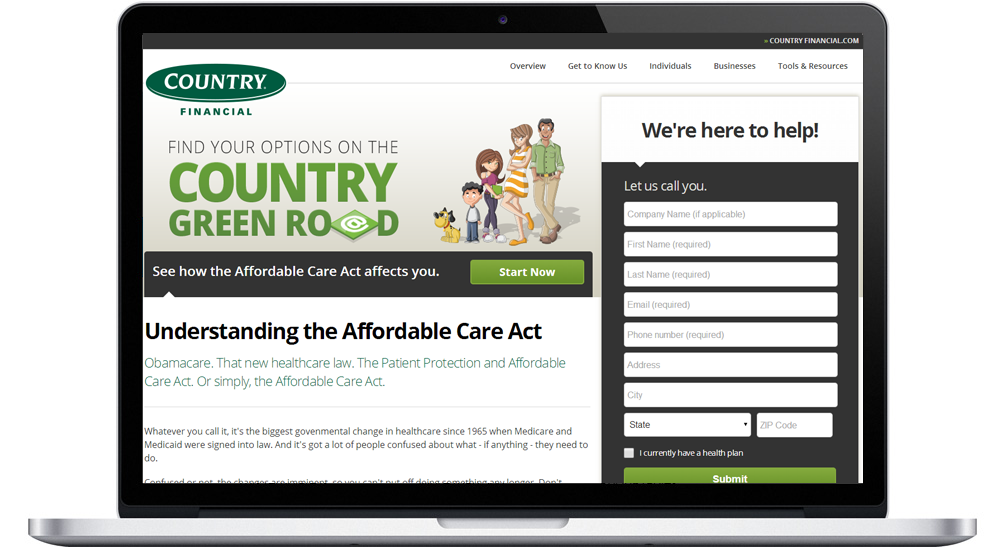 » COUNTRY FINANCIAL.COM
Overview Get to Know Us Individuals Businesses Tools & Resources
COUNTRY®
FINANCIAL
FIND YOUR OPTIONS ON THE
COUNTRY
GREEN RO@D
See how the Affordable Care Act affects you.
Start Now
Understanding the Affordable Care Act
Obamacare. That new healthcare law. The Patient Protection and Affordable
Care Act. Or simply, the Affordable Care Act.
Whatever you call it, it's the biggest govenmental change in healthcare since 1965 when Medicare and
Medicaid were signed into law. And it's got a lot of people confused about what - if anything - they need to
do.
Confused or not, the changes are imminent, so you can't put off doing something any longer. Don't
We're here to help!
Let us call you.
Company Name (if applicable)
First Name (required)
Last Name (required)
Email (required)
Phone number (required)
Address
City
State ZIP Code
I currently have a health plan
Submit